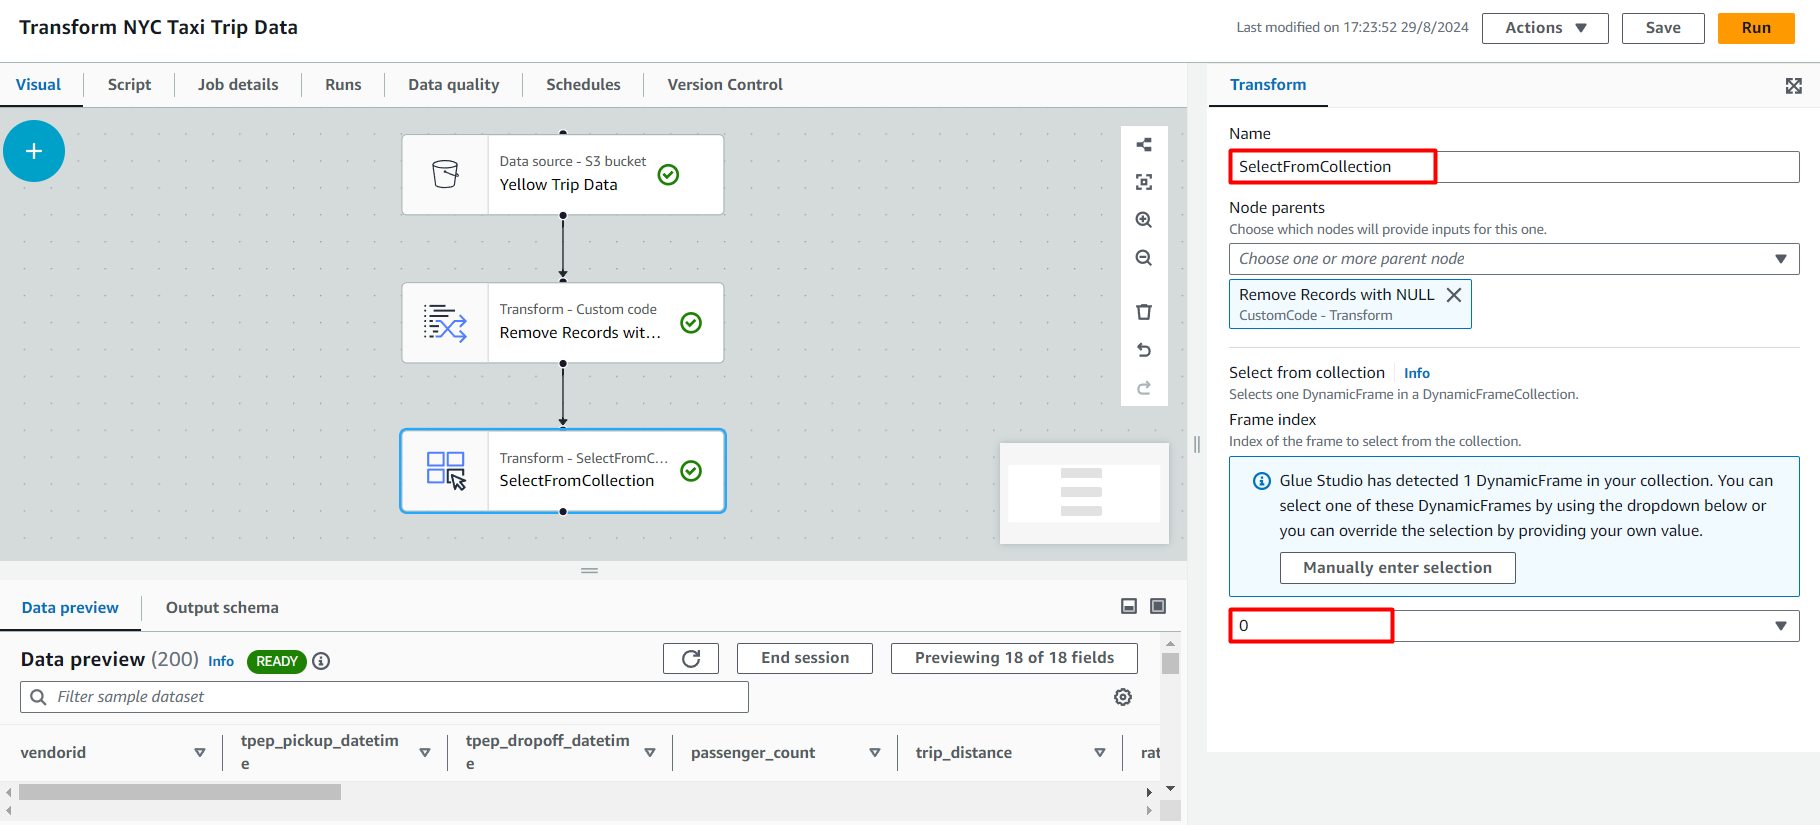 Transform NYC Taxi Trip Data
Last modified on 17:23:52 29/8/2024
Actions
Save
Run
Visual
Script
Job details
Runs
Data quality
Schedules
Version Control
Data source - S3 bucket
Yellow Trip Data
Transform - Custom code
Remove Records wit...
Transform - SelectFromC...
SelectFromCollection
Data preview
Output schema
Data preview (200) Info READY
End session
Previewing 18 of 18 fields
Filter sample dataset
vendorid
tpep_pickup_datetim
e
tpep_dropoff_datetim
e
passenger_count
trip_distance
rat
Transform
Name
SelectFromCollection
Node parents
Choose which nodes will provide inputs for this one.
Choose one or more parent node
Remove Records with NULL
CustomCode - Transform
Select from collection Info
Selects one DynamicFrame in a DynamicFrameCollection.
Frame index
Index of the frame to select from the collection.
Glue Studio has detected 1 DynamicFrame in your collection. You can
select one of these DynamicFrames by using the dropdown below or
you can override the selection by providing your own value.
Manually enter selection
0